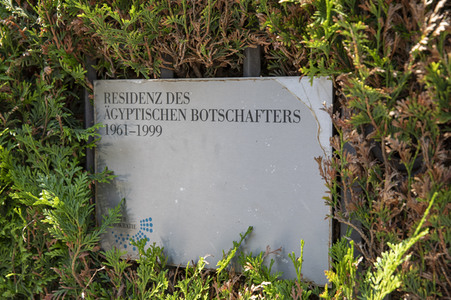 RESIDENZ DES
ÄGYPTISCHEN BOTSCHAFTERS
1961–1999